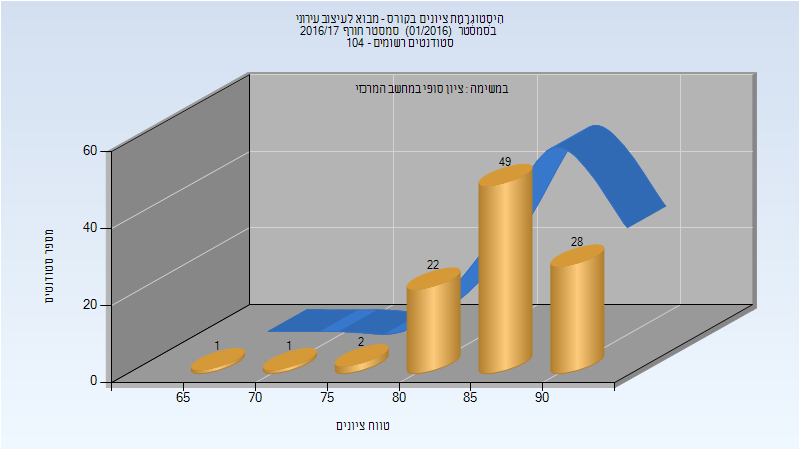 היסטוגרמת ציונים בקורס - מבוא לעיצוב עירוני
בסמסטר (01/2016) סמסטר חורף 2016/17
סטודנטים רשומים - 104
במשימה : ציון סופי במחשב המרכזי
מספר סטודנטים
60
40
20
0
1
1
2
22
49
28
65
70
75
80
85
90
טווח ציונים